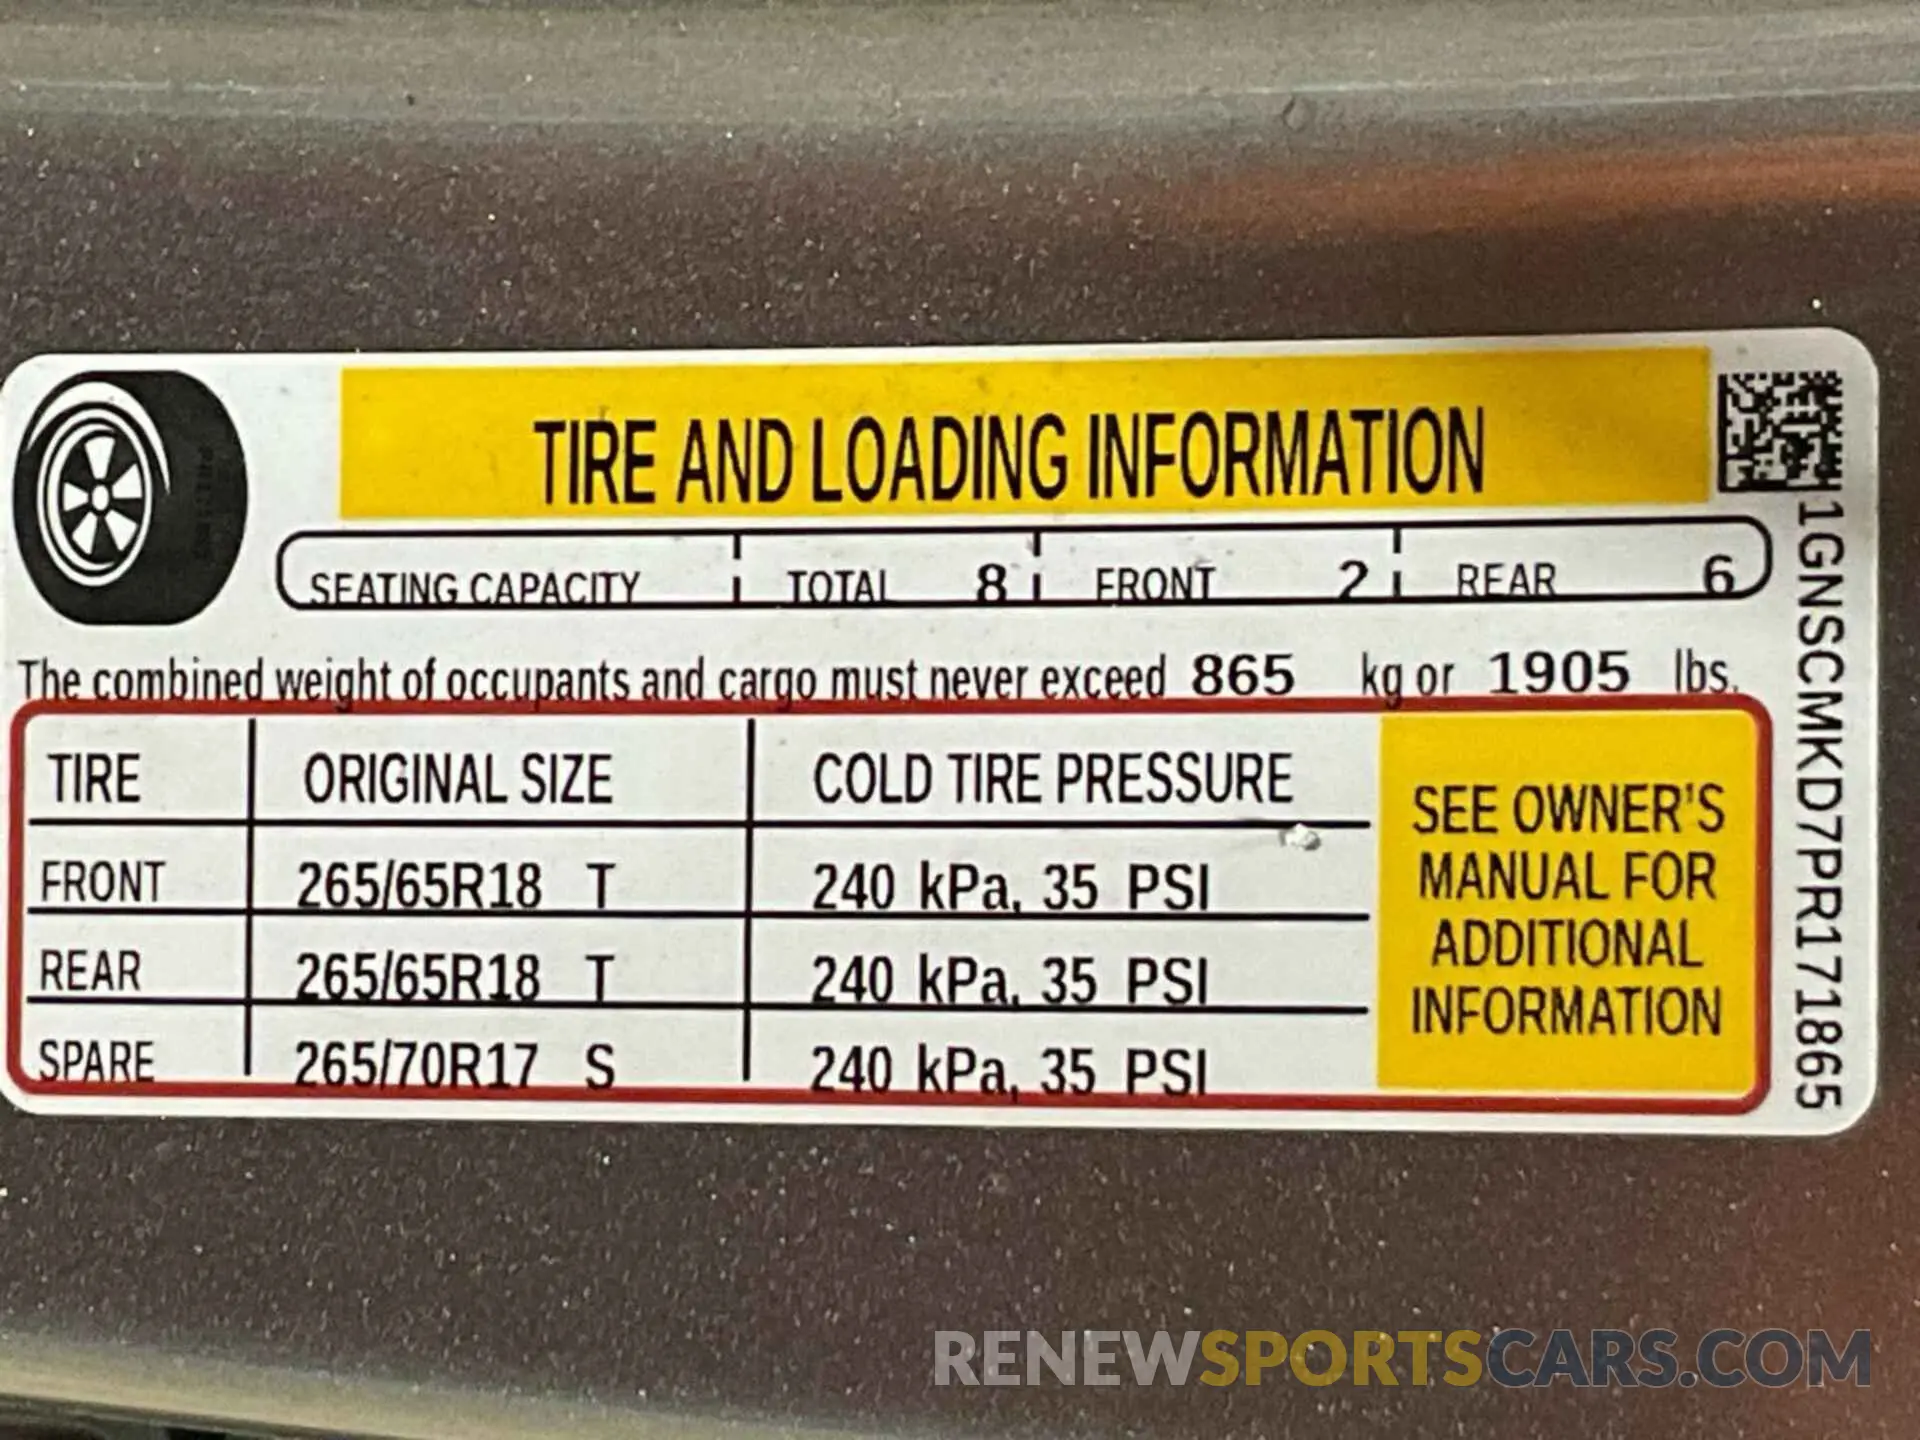 TIRE AND LOADING INFORMATION
SEATING CAPACITY TOTAL 8 FRONT 2 REAR 6
The combined weight of occupants and cargo must never exceed 865 kg or 1905 lbs.
TIRE ORIGINAL SIZE COLD TIRE PRESSURE
FRONT 265/65R18 T 240 kPa, 35 PSI
REAR 265/65R18 T 240 kPa, 35 PSI
SPARE 265/70R17 S 240 kPa, 35 PSI
SEE OWNER'S
MANUAL FOR
ADDITIONAL
INFORMATION
1GNSCMKD7PR171865
RENEWSPORTSCARS.COM